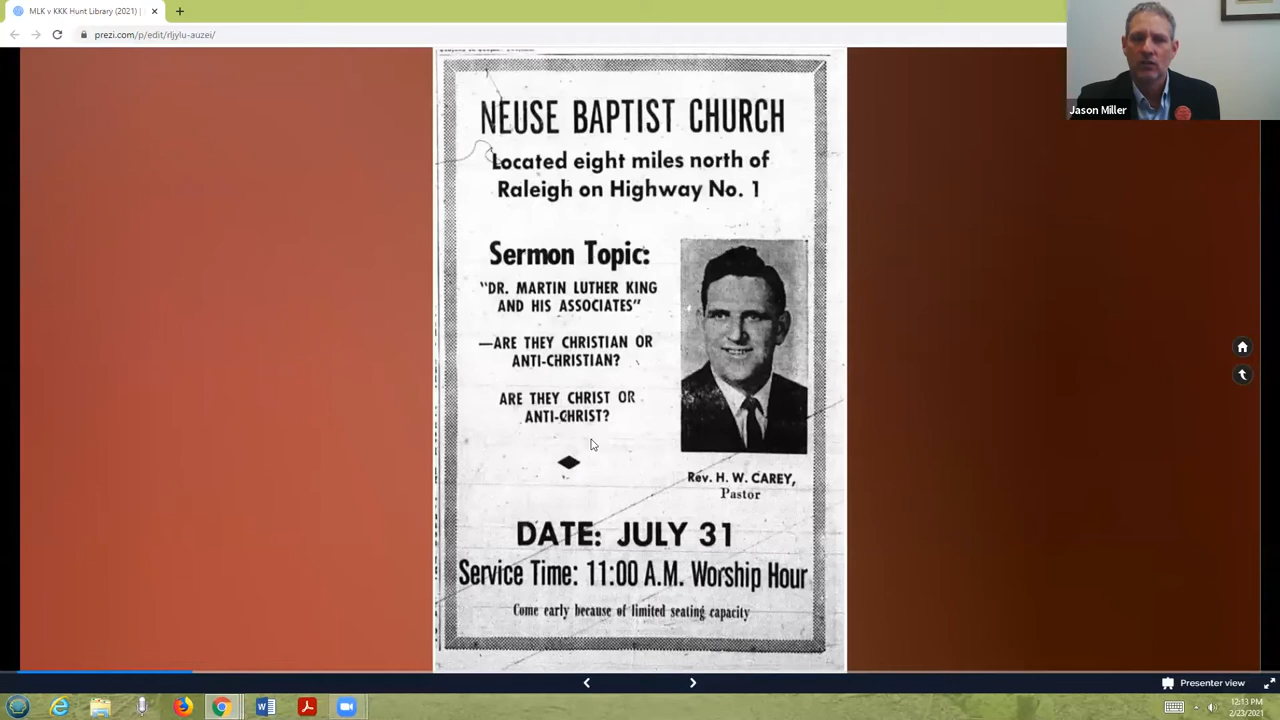 MLK v KKK Hunt Library (2021) |
prezi.com/p/edit/rljylu-auzei/
Jason Miller
NEUSE BAPTIST CHURCH
Located eight miles north of
Raleigh on Highway No. 1
Sermon Topic:
"DR. MARTIN LUTHER KING
AND HIS ASSOCIATES"
—ARE THEY CHRISTIAN OR
ANTI-CHRISTIAN?
ARE THEY CHRIST OR
ANTI-CHRIST?
Rev. H. W. CAREY,
Pastor
DATE: JULY 31
Service Time: 11:00 A.M. Worship Hour
Come early because of limited seating capacity
Presenter view
12:13 PM
2/23/2021